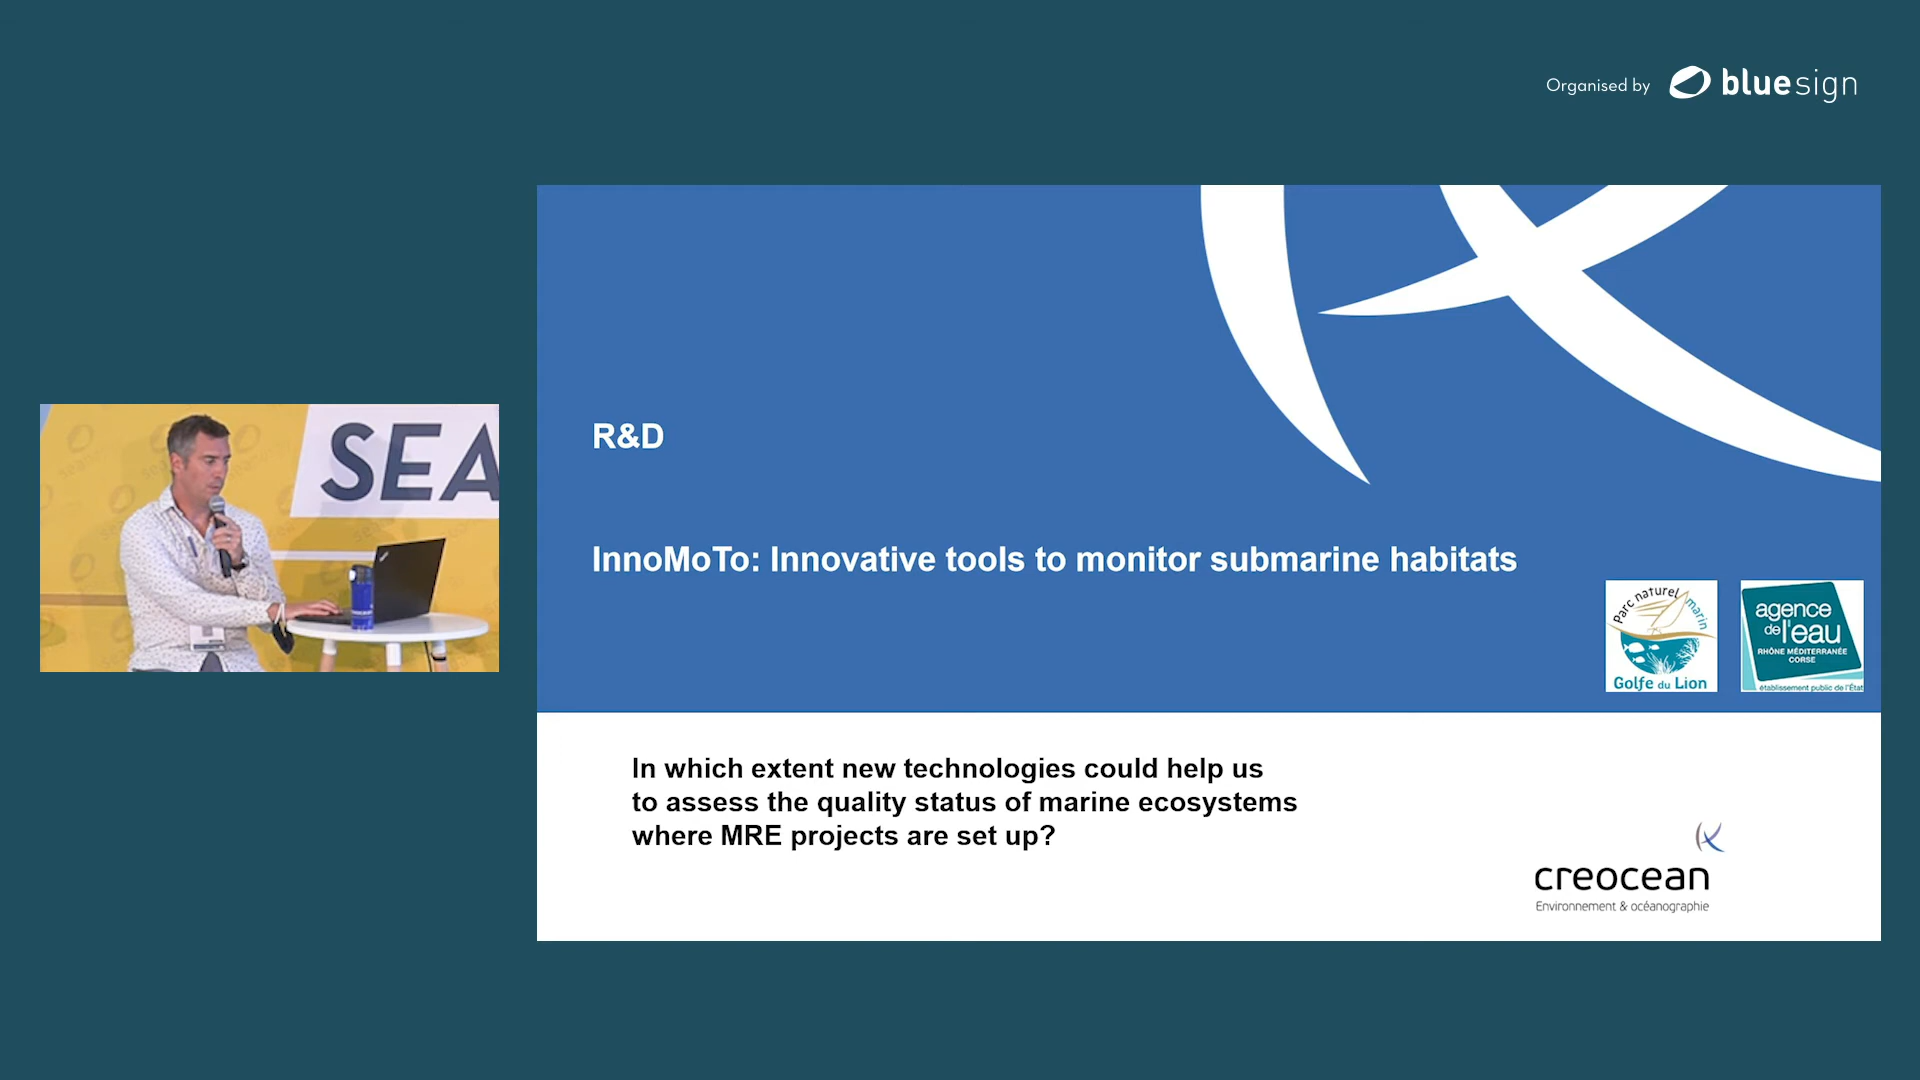 Organised by bluesign
SEA
R&D
InnoMoTo: Innovative tools to monitor submarine habitats
Parc naturel marin
Golfe du Lion
agence
de l'eau
RHÔNE MÉDITERRANÉE
CORSE
établissement public de l'État
In which extent new technologies could help us
to assess the quality status of marine ecosystems
where MRE projects are set up?
creocean
Environnement & océanographie